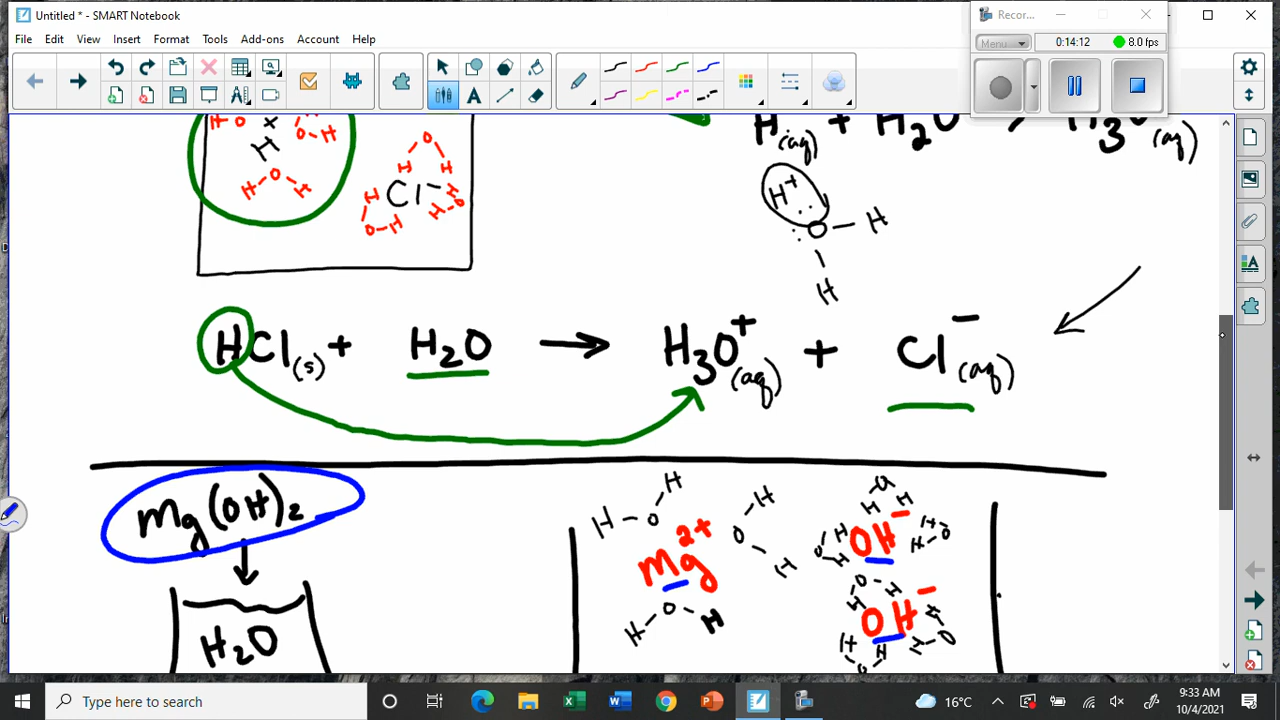 Untitled * - SMART Notebook
Recor...
File Edit View Insert Format Tools Add-ons Account Help
Menu 0:14:12 8.0 fps
H(aq) + H2O → H3O(aq)
H O
O-H
H
O
H H
O
H H
Cl-
H
H
O-H
H
H-O
H+
O - H
H
HCl(s) + H2O → H3O+(aq) + Cl-(aq)
Mg(OH)2
H2O
H - O
H
Mg2+
O
H
H
H O H
OH-
OH-
Type here to search
16°C
9:33 AM
10/4/2021